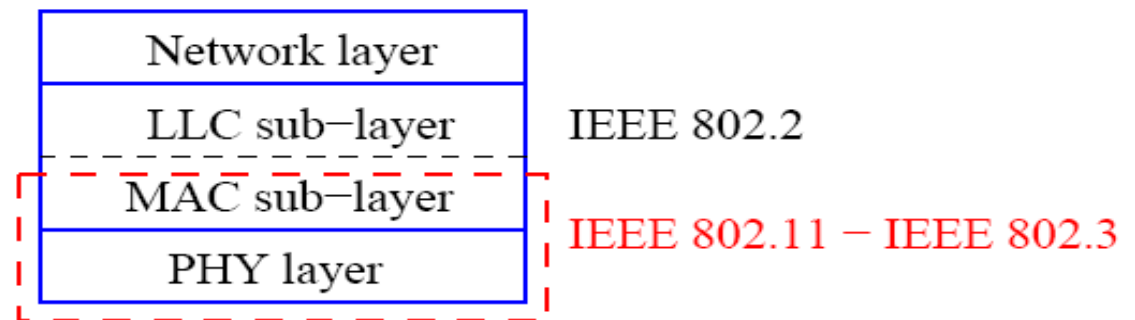 Network layer
LLC sub−layer IEEE 802.2
MAC sub−layer
IEEE 802.11 − IEEE 802.3
PHY layer